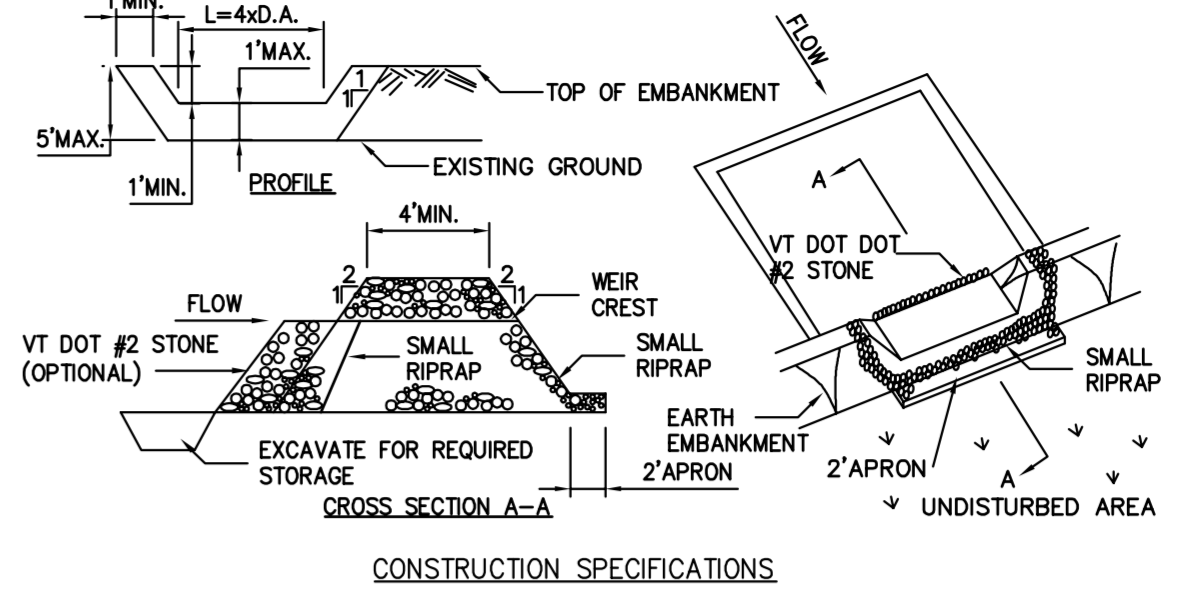 1'MIN.
L=4xD.A.
1'MAX.
1
1
TOP OF EMBANKMENT
5'MAX.
EXISTING GROUND
1'MIN.
PROFILE
4'MIN.
2
1
2
1
FLOW
WEIR
CREST
VT DOT #2 STONE
(OPTIONAL)
SMALL
RIPRAP
SMALL
RIPRAP
EXCAVATE FOR REQUIRED
STORAGE
2'APRON
CROSS SECTION A-A
FLOW
A
VT DOT DOT
#2 STONE
SMALL
RIPRAP
EARTH
EMBANKMENT
2'APRON
A
UNDISTURBED AREA
CONSTRUCTION SPECIFICATIONS